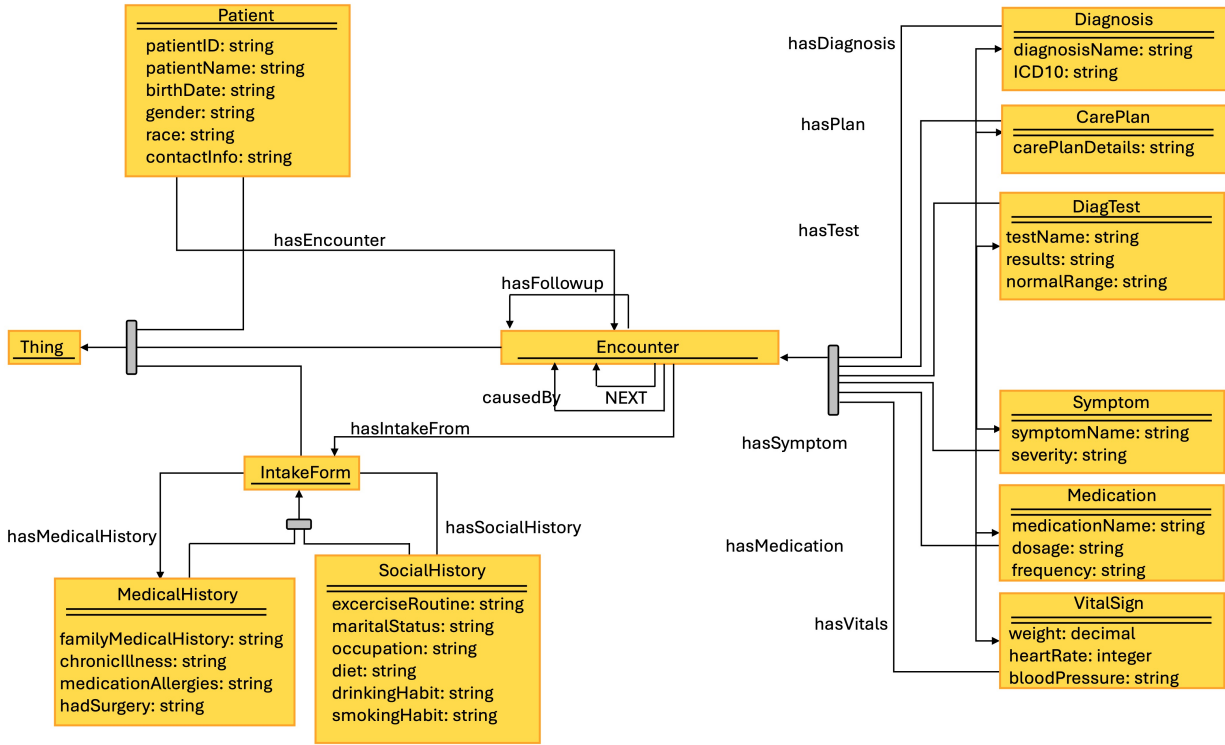 Patient
patientID: string
patientName: string
birthDate: string
gender: string
race: string
contactInfo: string
hasEncounter
hasFollowup
Thing
Encounter
causedBy
NEXT
hasIntakeFrom
IntakeForm
hasMedicalHistory
hasSocialHistory
MedicalHistory
familyMedicalHistory: string
chronicIllness: string
medicationAllergies: string
hadSurgery: string
SocialHistory
excerciseRoutine: string
maritalStatus: string
occupation: string
diet: string
drinkingHabit: string
smokingHabit: string
hasDiagnosis
hasPlan
hasTest
hasSymptom
hasMedication
hasVitals
Diagnosis
diagnosisName: string
ICD10: string
CarePlan
carePlanDetails: string
DiagTest
testName: string
results: string
normalRange: string
Symptom
symptomName: string
severity: string
Medication
medicationName: string
dosage: string
frequency: string
VitalSign
weight: decimal
heartRate: integer
bloodPressure: string